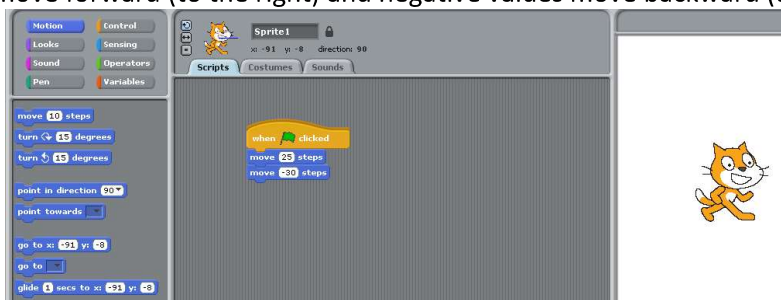 move forward (to the right) and negative values move backward
Motion Control
Looks Sensing
Sound Operators
Pen Variables
Sprite1
x: -91 y: -8 direction: 90
Scripts Costumes Sounds
move 10 steps
turn 15 degrees
turn 15 degrees
point in direction 90
point towards
go to x: -91 y: -8
go to
glide 1 secs to x: -91 y: -8
when clicked
move 25 steps
move -30 steps